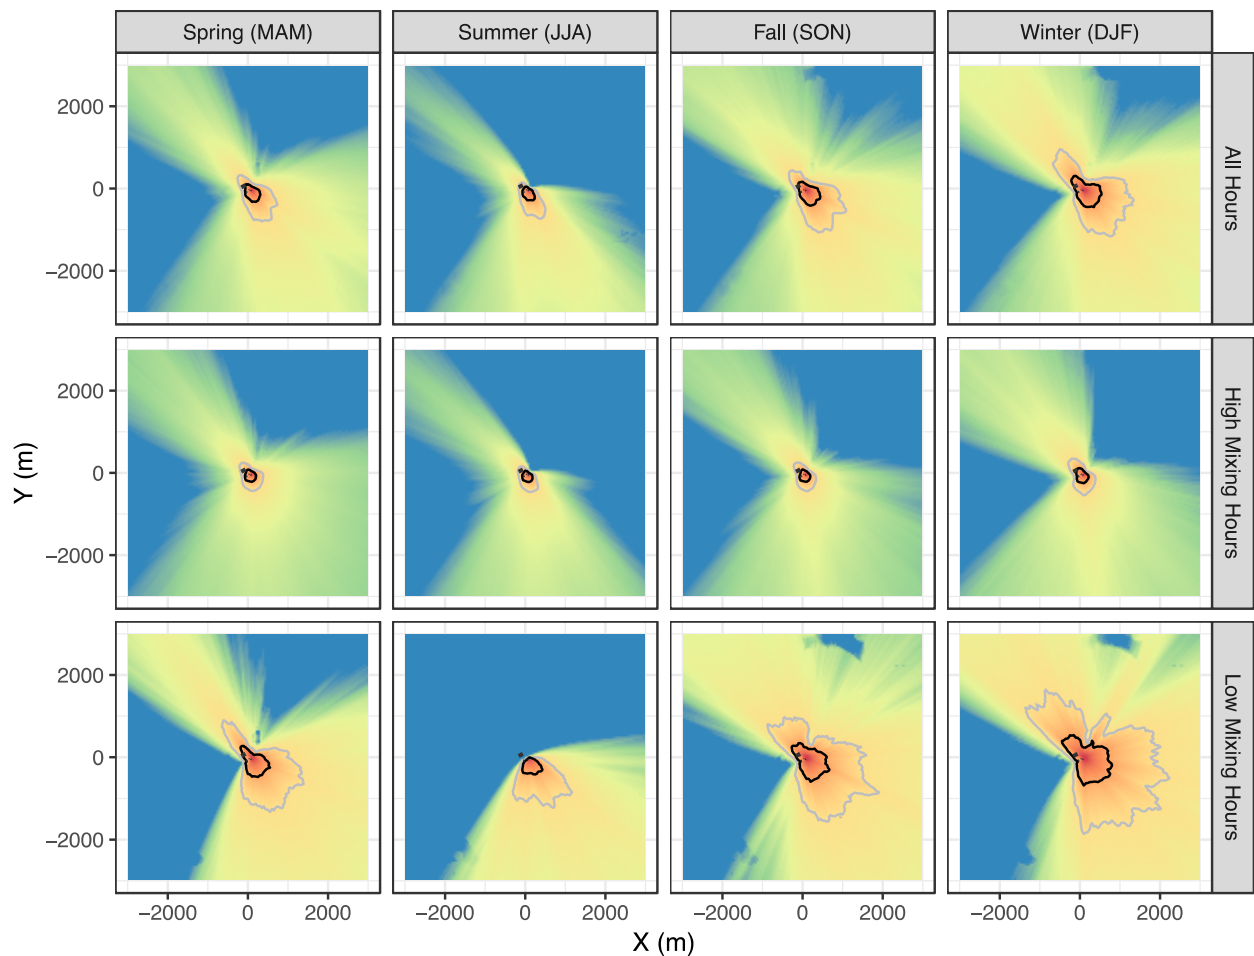 Spring (MAM) Summer (JJA) Fall (SON) Winter (DJF)
2000
0
−2000
All Hours
2000
0
−2000
High Mixing Hours
2000
0
−2000
Low Mixing Hours
Y (m)
−2000 0 2000 −2000 0 2000 −2000 0 2000 −2000 0 2000
X (m)